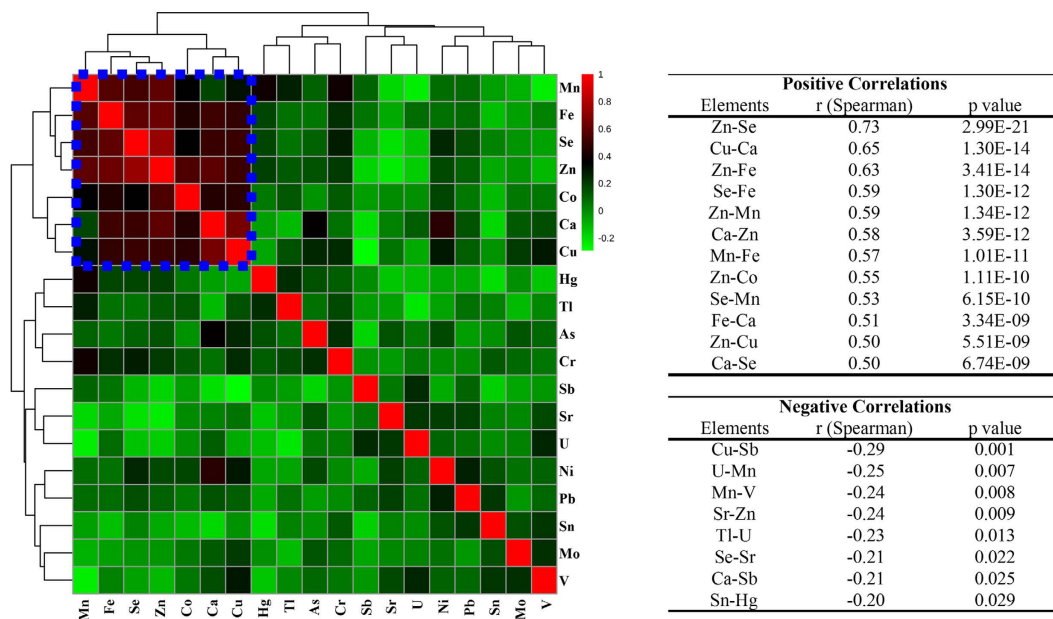 1
0.8
0.6
0.4
0.2
0
-0.2
Mn
Fe
Se
Zn
Co
Ca
Cu
Hg
Tl
As
Cr
Sb
Sr
U
Ni
Pb
Sn
Mo
V
Mn Fe Se Zn Co Ca Cu Hg Tl As Cr Sb Sr U Ni Pb Sn Mo V
Positive Correlations
Elements r (Spearman) p value
Zn-Se 0.73 2.99E-21
Cu-Ca 0.65 1.30E-14
Zn-Fe 0.63 3.41E-14
Se-Fe 0.59 1.30E-12
Zn-Mn 0.59 1.34E-12
Ca-Zn 0.58 3.59E-12
Mn-Fe 0.57 1.01E-11
Zn-Co 0.55 1.11E-10
Se-Mn 0.53 6.15E-10
Fe-Ca 0.51 3.34E-09
Zn-Cu 0.50 5.51E-09
Ca-Se 0.50 6.74E-09
Negative Correlations
Elements r (Spearman) p value
Cu-Sb -0.29 0.001
U-Mn -0.25 0.007
Mn-V -0.24 0.008
Sr-Zn -0.24 0.009
Tl-U -0.23 0.013
Se-Sr -0.21 0.022
Ca-Sb -0.21 0.025
Sn-Hg -0.20 0.029